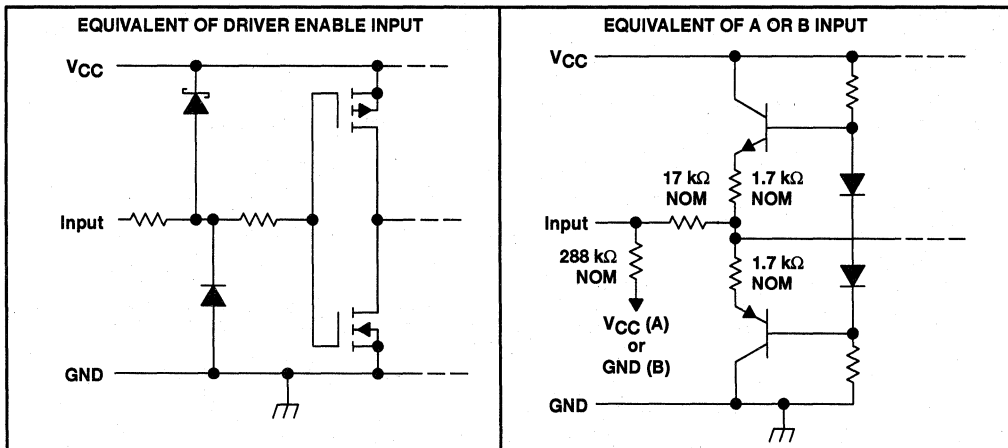 EQUIVALENT OF DRIVER ENABLE INPUT
VCC
Input
GND
EQUIVALENT OF A OR B INPUT
VCC
17 kΩ
NOM
1.7 kΩ
NOM
Input
288 kΩ
NOM
1.7 kΩ
NOM
VCC (A)
or
GND (B)
GND